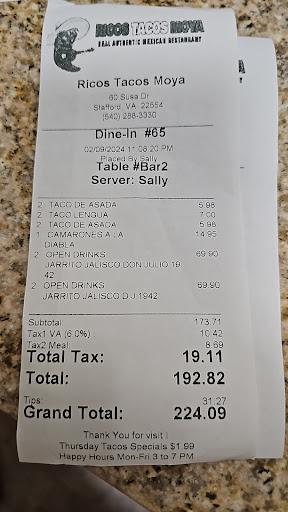 RICOS TACOS MOYA
REAL AUTHENTIC MEXICAN RESTAURANT
Ricos Tacos Moya
60 Susa Dr
Stafford, VA, 22554
(540) 288-3330
Dine-In #65
02/09/2024 1* 08:20 PM
Placed By Sally
Table #Bar2
Server: Sally
2 TACO DE ASADA 5.98
2 TACO LENGUA 7.00
2 TACO DE ASADA 5.98
1 CAMARONES A LA 14.95
DIABLA
2 OPEN DRINKS 69.90
JARRITO JALISCO DON JULIO 19
42
2 OPEN DRINKS 69.90
JARRITO JALISCO D.J 1942
Subtotal: 173.71
Tax1 VA (6.0%): 10.42
Tax2 Meal: 8.69
Total Tax: 19.11
Total: 192.82
Tips: 31.27
Grand Total: 224.09
Thank You for visit !
Thursday Tacos Specials $1.99
Happy Hours Mon-Fri 3 to 7 PM